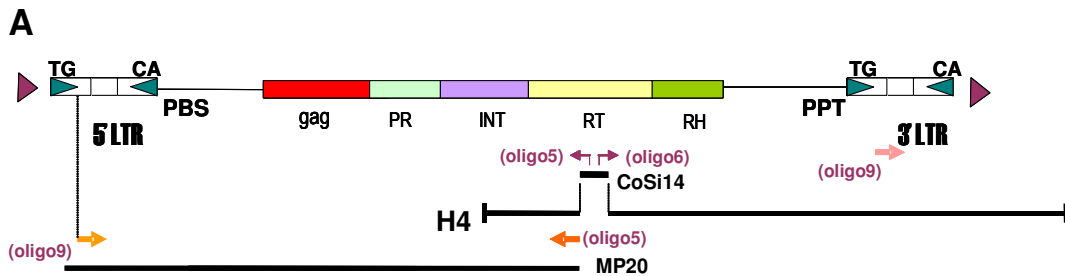 A
TG CA TG CA
PBS PPT
5' LTR 3' LTR
gag PR INT RT RH
(oligo5) (oligo6)
(oligo9)
CoSi14
H4
(oligo9) (oligo5)
MP20